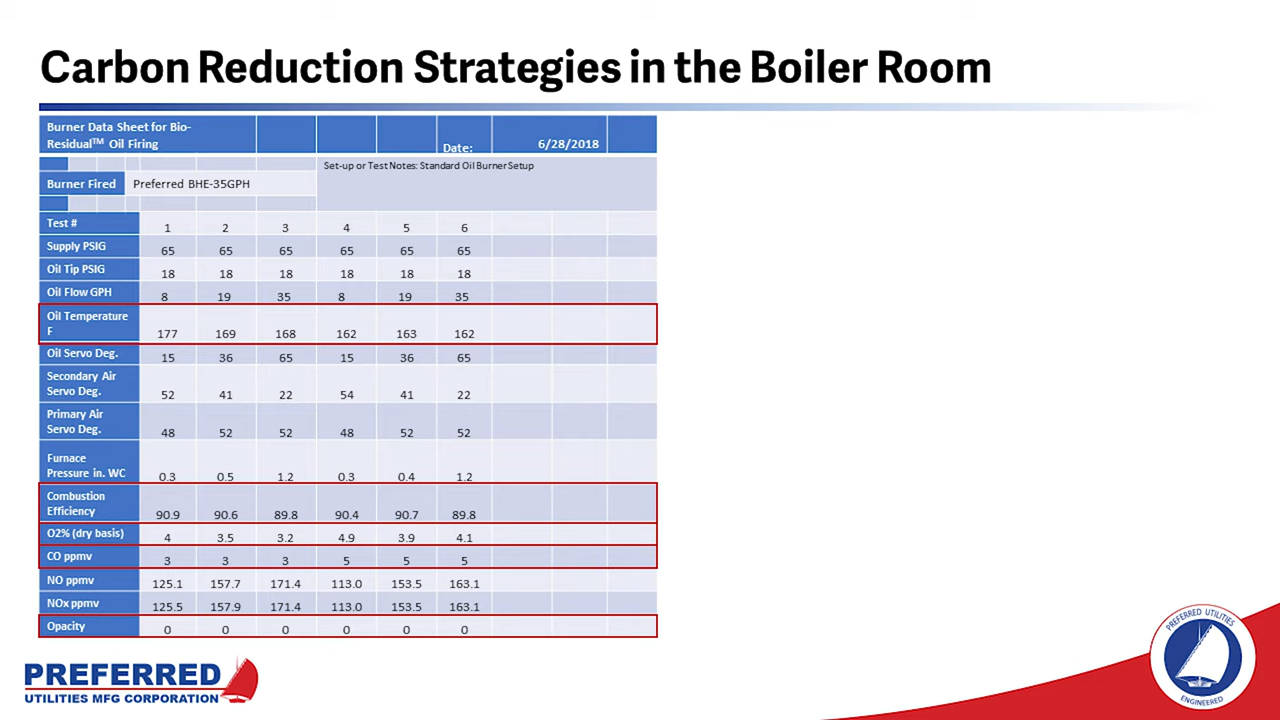 Carbon Reduction Strategies in the Boiler Room
Burner Data Sheet for Bio-
Residual™ Oil Firing Date: 6/28/2018
Set-up or Test Notes: Standard Oil Burner Setup
Burner Fired Preferred BHE-35GPH
Test # 1 2 3 4 5 6
Supply PSIG 65 65 65 65 65 65
Oil Tip PSIG 18 18 18 18 18 18
Oil Flow GPH 8 19 35 8 19 35
Oil Temperature
F 177 169 168 162 163 162
Oil Servo Deg. 15 36 65 15 36 65
Secondary Air
Servo Deg. 52 41 22 54 41 22
Primary Air
Servo Deg. 48 52 52 48 52 52
Furnace
Pressure in. WC 0.3 0.5 1.2 0.3 0.4 1.2
Combustion
Efficiency 90.9 90.6 89.8 90.4 90.7 89.8
O2% (dry basis) 4 3.5 3.2 4.9 3.9 4.1
CO ppmv 3 3 3 5 5 5
NO ppmv 125.1 157.7 171.4 113.0 153.5 163.1
NOx ppmv 125.5 157.9 171.4 113.0 153.5 163.1
Opacity 0 0 0 0 0 0
PREFERRED
UTILITIES MFG CORPORATION
PREFERRED UTILITIES
ENGINEERED